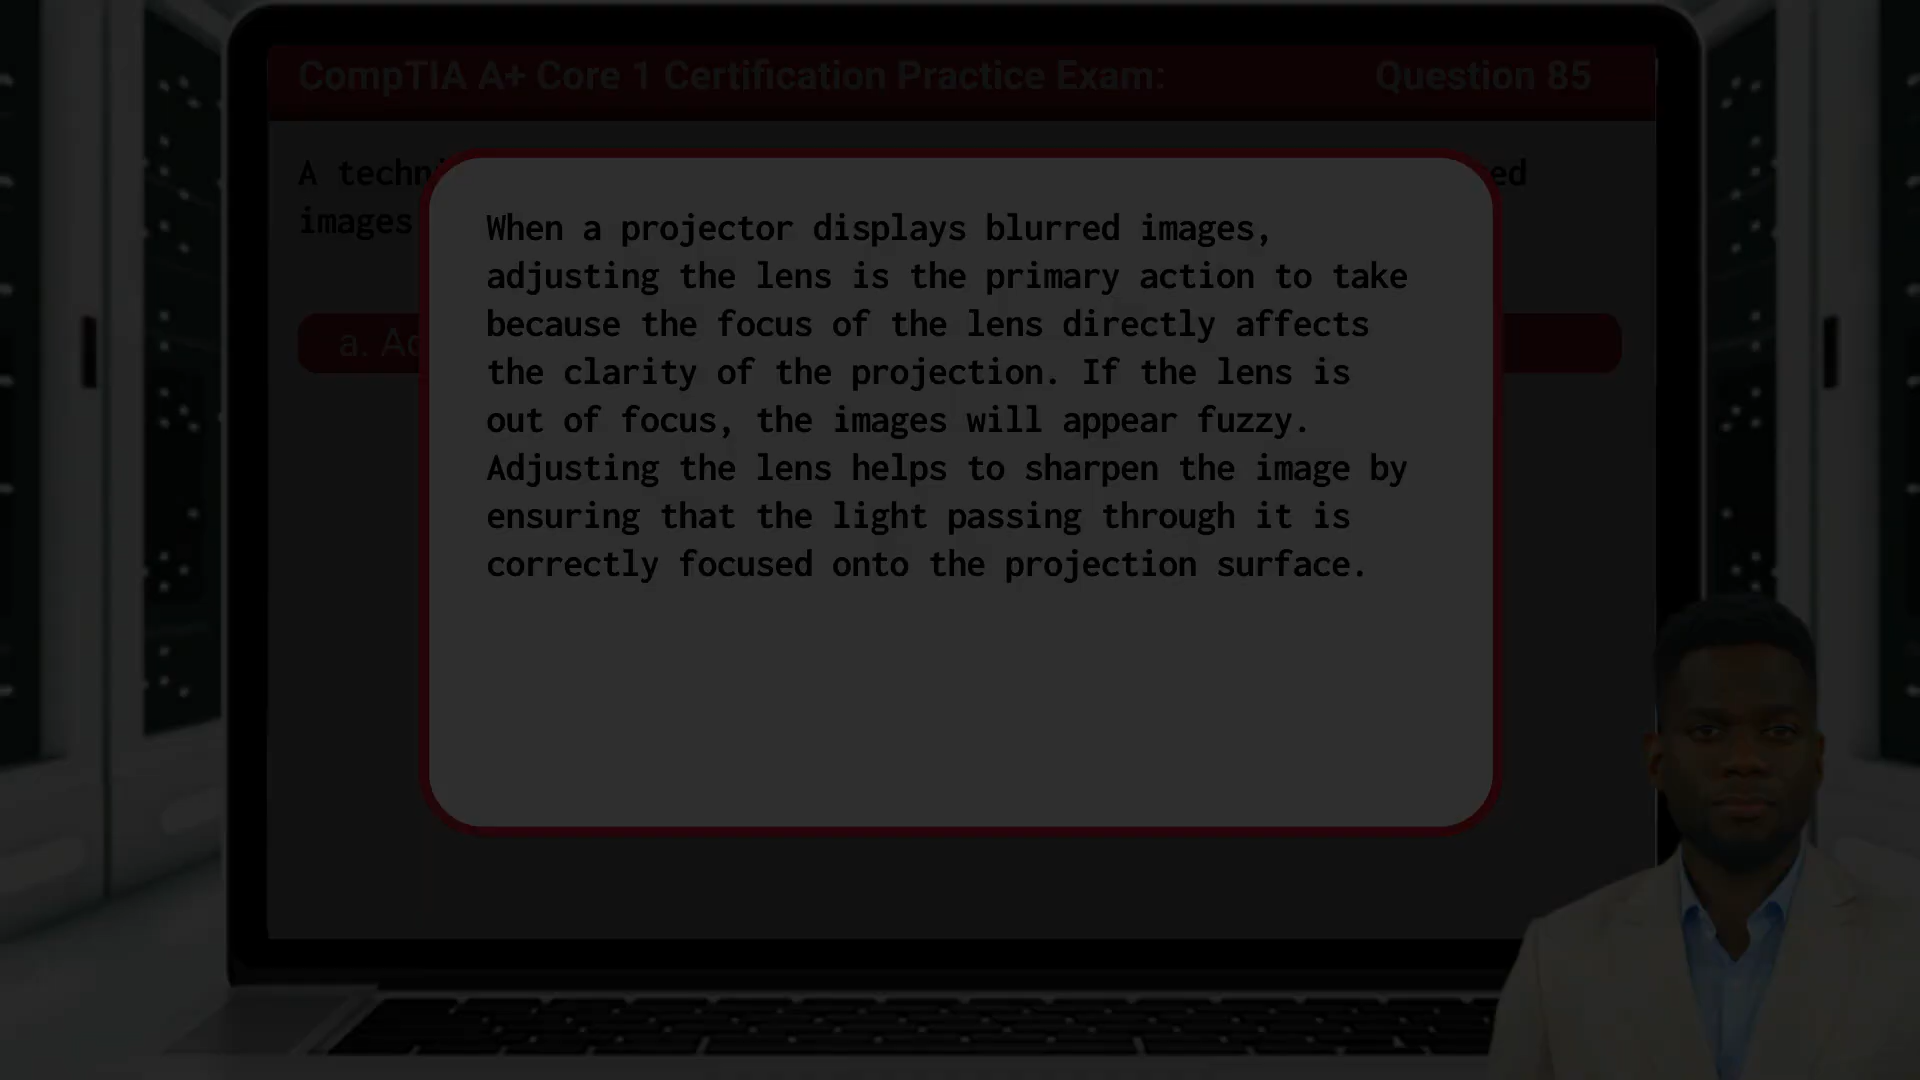 CompTIA A+ Core 1 Certification Practice Exam: Question 85
A techni ed
images
a. Ad
When a projector displays blurred images,
adjusting the lens is the primary action to take
because the focus of the lens directly affects
the clarity of the projection. If the lens is
out of focus, the images will appear fuzzy.
Adjusting the lens helps to sharpen the image by
ensuring that the light passing through it is
correctly focused onto the projection surface.